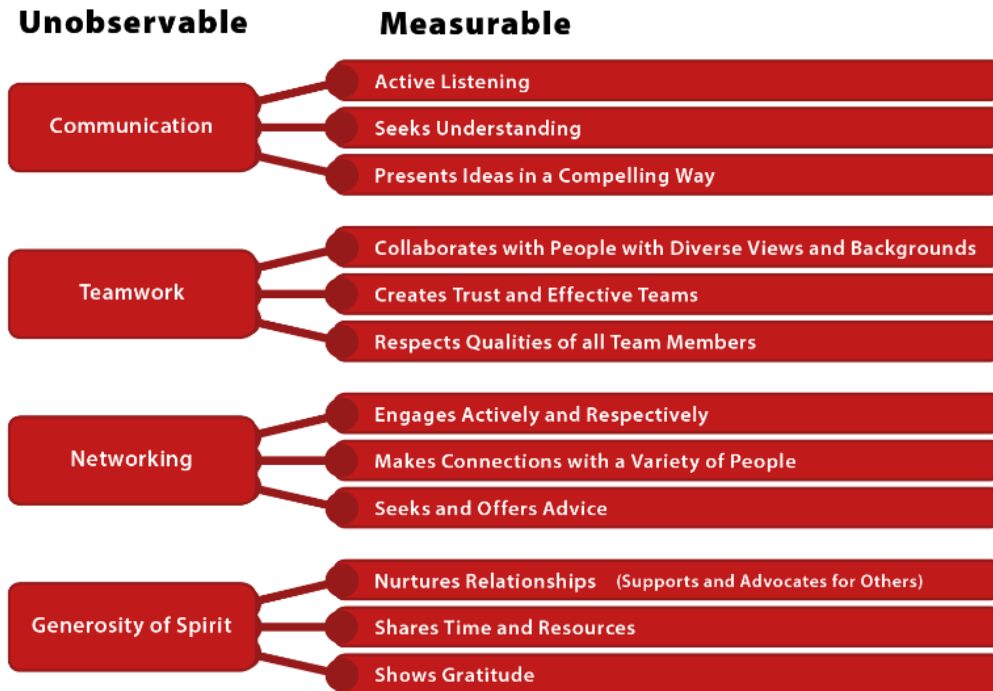 Unobservable Measurable
Communication
Active Listening
Seeks Understanding
Presents Ideas in a Compelling Way
Teamwork
Collaborates with People with Diverse Views and Backgrounds
Creates Trust and Effective Teams
Respects Qualities of all Team Members
Networking
Engages Actively and Respectively
Makes Connections with a Variety of People
Seeks and Offers Advice
Generosity of Spirit
Nurtures Relationships (Supports and Advocates for Others)
Shares Time and Resources
Shows Gratitude